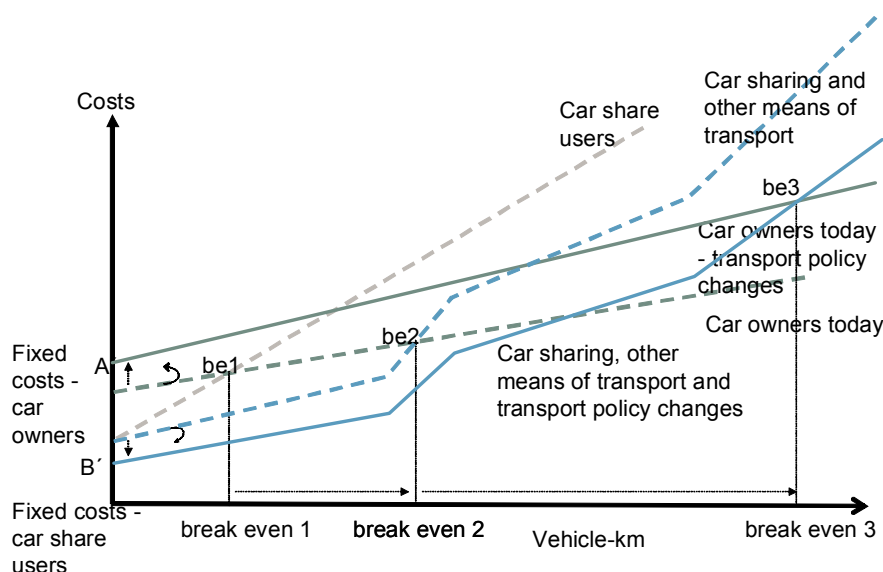 Costs
Car share
users
Car sharing and
other means of
transport
be3
Car owners today
- transport policy
changes
Car owners today
be2
be1
A
Fixed
costs -
car
owners
Car sharing, other
means of transport and
transport policy changes
B´
Fixed costs -
car share
users
break even 1
break even 2
Vehicle-km
break even 3